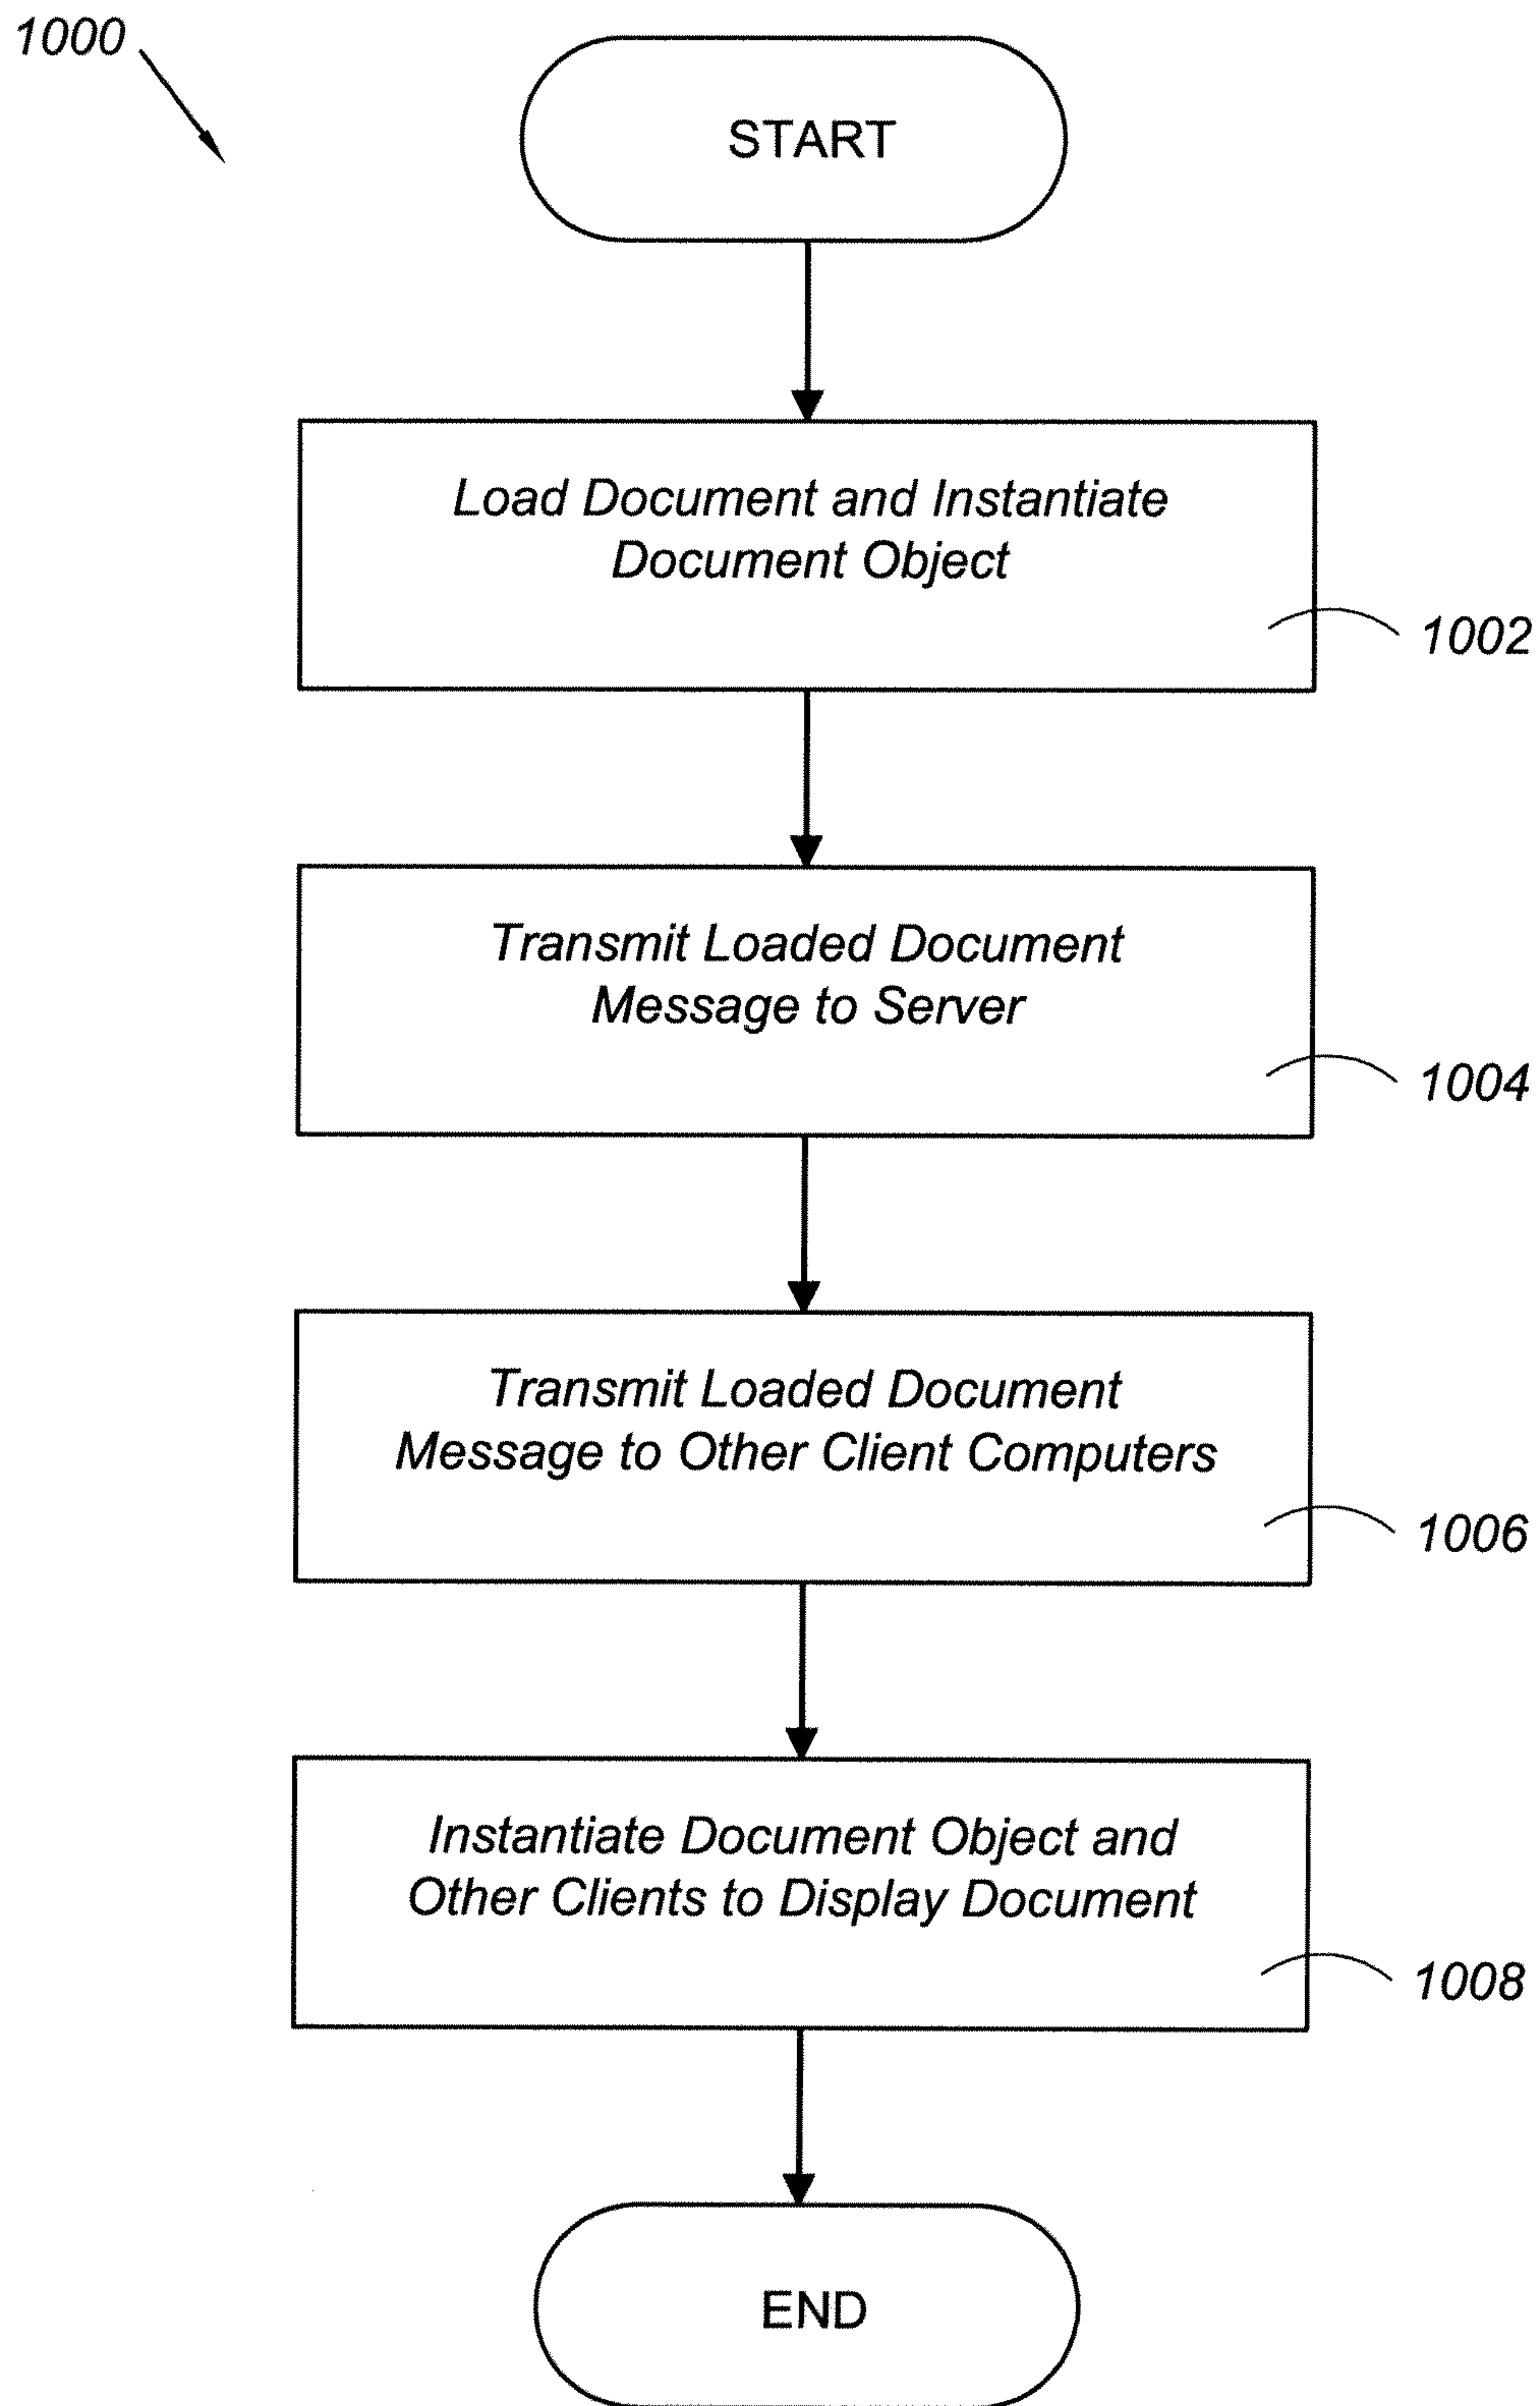 1000
START
Load Document and Instantiate
Document Object
1002
Transmit Loaded Document
Message to Server
1004
Transmit Loaded Document
Message to Other Client Computers
1006
Instantiate Document Object and
Other Clients to Display Document
1008
END